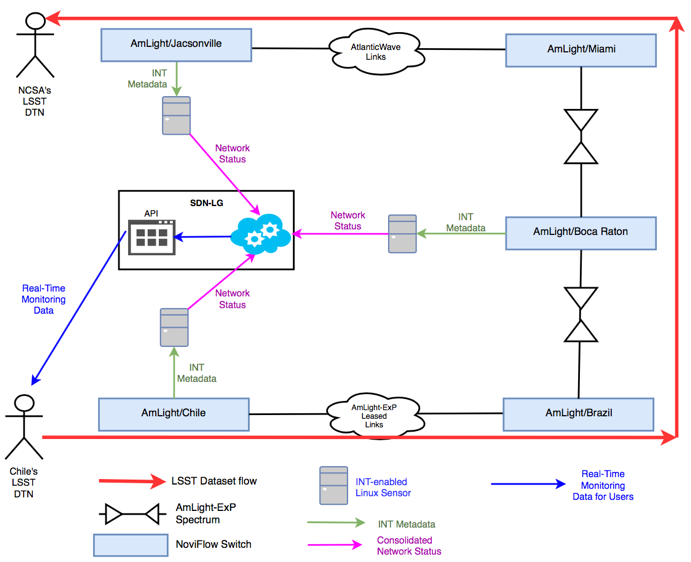 AmLight/Jacsonville
AtlanticWave
Links
AmLight/Miami
NCSA's
LSST
DTN
INT
Metadata
Network
Status
SDN-LG
API
Network
Status
INT
Metadata
AmLight/Boca Raton
Real-Time
Monitoring
Data
Network
Status
INT
Metadata
AmLight/Chile
AmLight-ExP
Leased
Links
AmLight/Brazil
Chile's
LSST
DTN
LSST Dataset flow
INT-enabled
Linux Sensor
Real-Time
Monitoring
Data for Users
AmLight-ExP
Spectrum
INT Metadata
NoviFlow Switch
Consolidated
Network Status